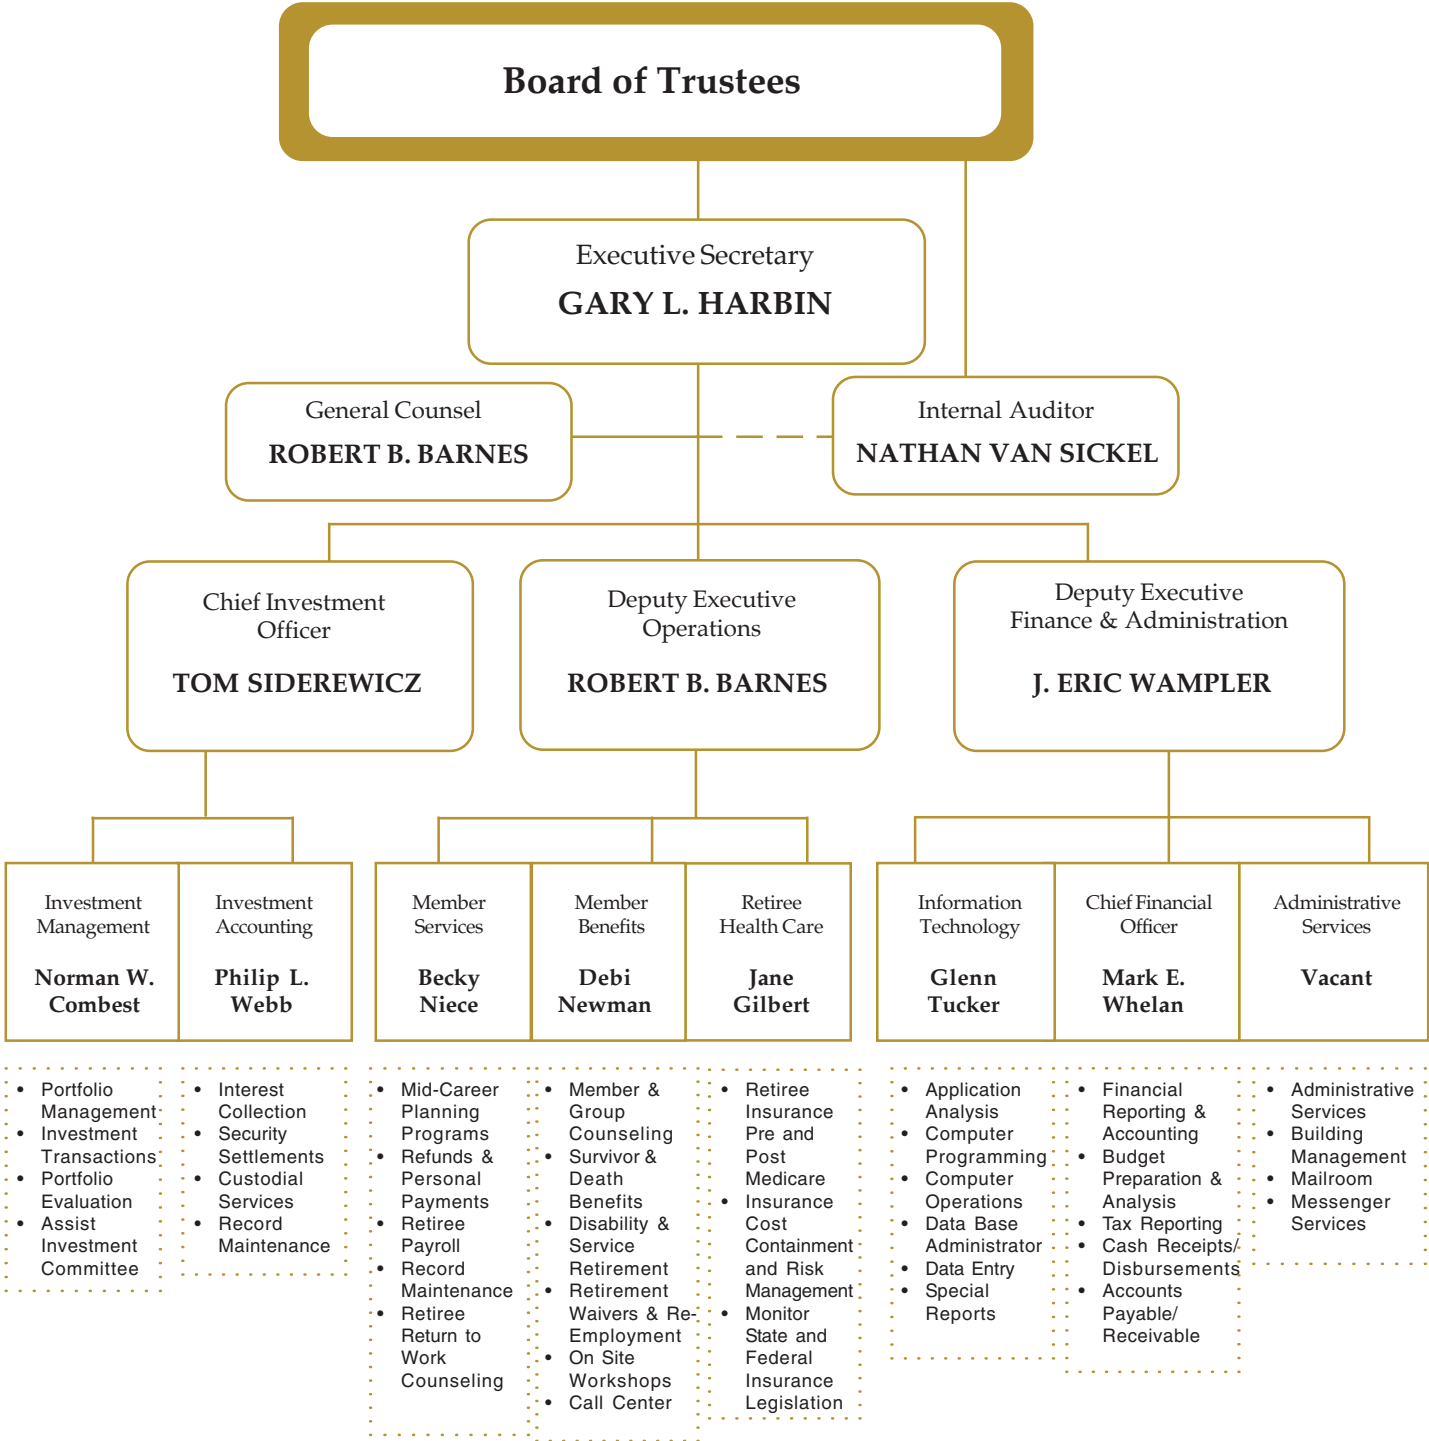 Board of Trustees
Executive Secretary
GARY L. HARBIN
General Counsel
ROBERT B. BARNES
Internal Auditor
NATHAN VAN SICKEL
Chief Investment
Officer
TOM SIDEREWICZ
Deputy Executive
Operations
ROBERT B. BARNES
Deputy Executive
Finance & Administration
J. ERIC WAMPLER
Investment
Management
Norman W.
Combest
Investment
Accounting
Philip L.
Webb
Member
Services
Becky
Niece
Member
Benefits
Debi
Newman
Retiree
Health Care
Jane
Gilbert
Information
Technology
Glenn
Tucker
Chief Financial
Officer
Mark E.
Whelan
Administrative
Services
Vacant
• Portfolio
Management
• Investment
Transactions
• Portfolio
Evaluation
• Assist
Investment
Committee
• Interest
Collection
• Security
Settlements
• Custodial
Services
• Record
Maintenance
• Mid-Career
Planning
Programs
• Refunds &
Personal
Payments
• Retiree
Payroll
• Record
Maintenance
• Retiree
Return to
Work
Counseling
• Member &
Group
Counseling
• Survivor &
Death
Benefits
• Disability &
Service
Retirement
• Retirement
Waivers & Re-
Employment
• On Site
Workshops
• Call Center
• Retiree
Insurance
Pre and
Post
Medicare
• Insurance
Cost
Containment
and Risk
Management
• Monitor
State and
Federal
Insurance
Legislation
• Application
Analysis
• Computer
Programming
• Computer
Operations
• Data Base
Administrator
• Data Entry
• Special
Reports
• Financial
Reporting &
Accounting
• Budget
Preparation &
Analysis
• Tax Reporting
• Cash Receipts/
Disbursements
• Accounts
Payable/
Receivable
• Administrative
Services
• Building
Management
• Mailroom
• Messenger
Services